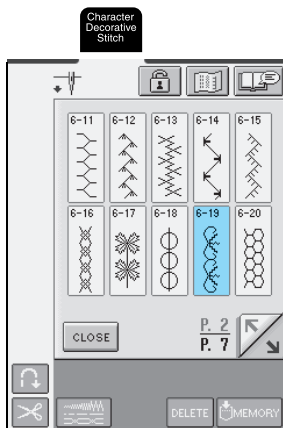 Character
Decorative
Stitch
6-11 6-12 6-13 6-14 6-15
6-16 6-17 6-18 6-19 6-20
CLOSE
P. 2
P. 7
DELETE MEMORY